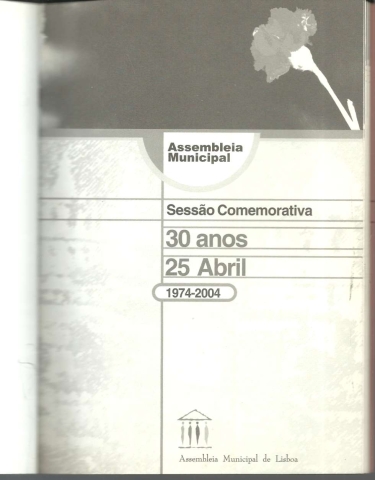 Assembleia
Municipal
Sessão Comemorativa
30 anos
25 Abril
1974-2004
Assembleia Municipal de Lisboa